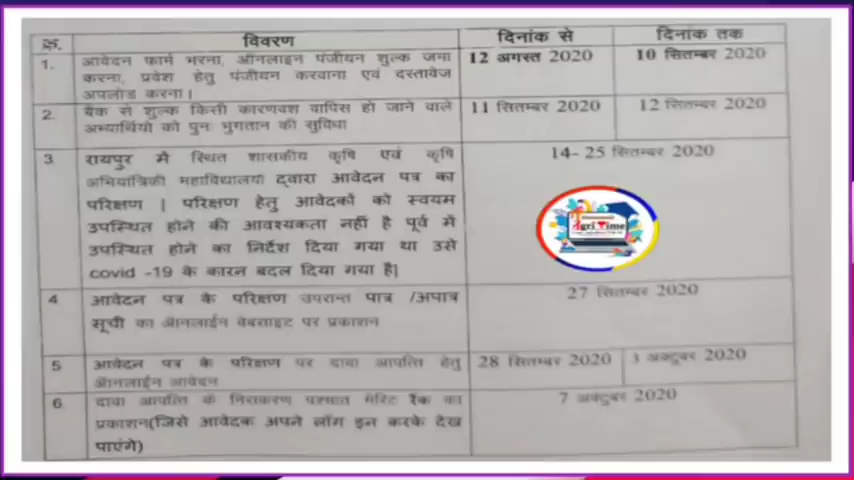 क्र. विवरण दिनांक से दिनांक तक
1. आवेदन फार्म भरना, ऑनलाइन पंजीयन शुल्क जमा 12 अगस्त 2020 10 सितम्बर 2020
करना, प्रवेश हेतु पंजीयन करवाना एवं दस्तावेज
अपलोड करना।
2. बैंक से शुल्क किसी कारणवश वापिस हो जाने वाले 11 सितम्बर 2020 12 सितम्बर 2020
अभ्यार्थियो को पुनः भुगतान की सुविधा
3 रायपुर मै स्थित शासकीय कृषि एवं कृषि 14- 25 सितम्बर 2020
अभियांत्रिकी महाविधालयो द्वारा आवेदन पत्र का
परिक्षण | परिक्षण हेतु आवेदकों को स्वयम
उपस्थित होने की आवश्यकता नहीं है पूर्व में
उपस्थित होने का निर्देश दिया गया था उसे
covid -19 के कारन बदल दिया गया है|
Agri Time
4 आवेदन पत्र के परिक्षण उपरान्त पात्र /अपात्र 27 सितम्बर 2020
सूची का ऑनलाईन वेबसाइट पर प्रकाशन
5 आवेदन पत्र के परिक्षण पर दावा आपत्ति हेतु 28 सितम्बर 2020 3 अक्टुबर 2020
ऑनलाईन आवेदन
6 दावा आपत्ति के निराकरण पश्चात मेरिट रैंक का 7 अक्टुबर 2020
प्रकाशन(जिसे आवेदक अपने लॉग इन करके देख
पाएंगे)